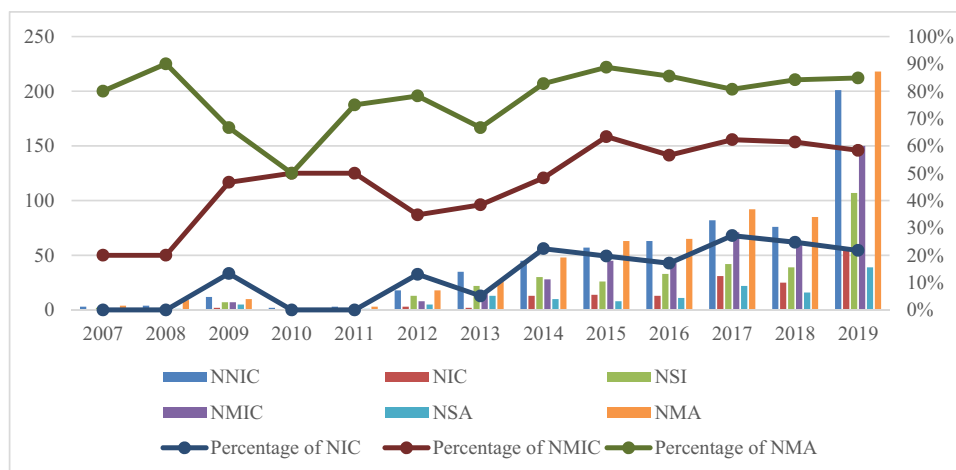 250 100%
90%
200 80%
70%
150 60%
50%
100 40%
30%
50 20%
10%
0 0%
2007 2008 2009 2010 2011 2012 2013 2014 2015 2016 2017 2018 2019
NNIC NIC NSI
NMIC NSA NMA
Percentage of NIC Percentage of NMIC Percentage of NMA